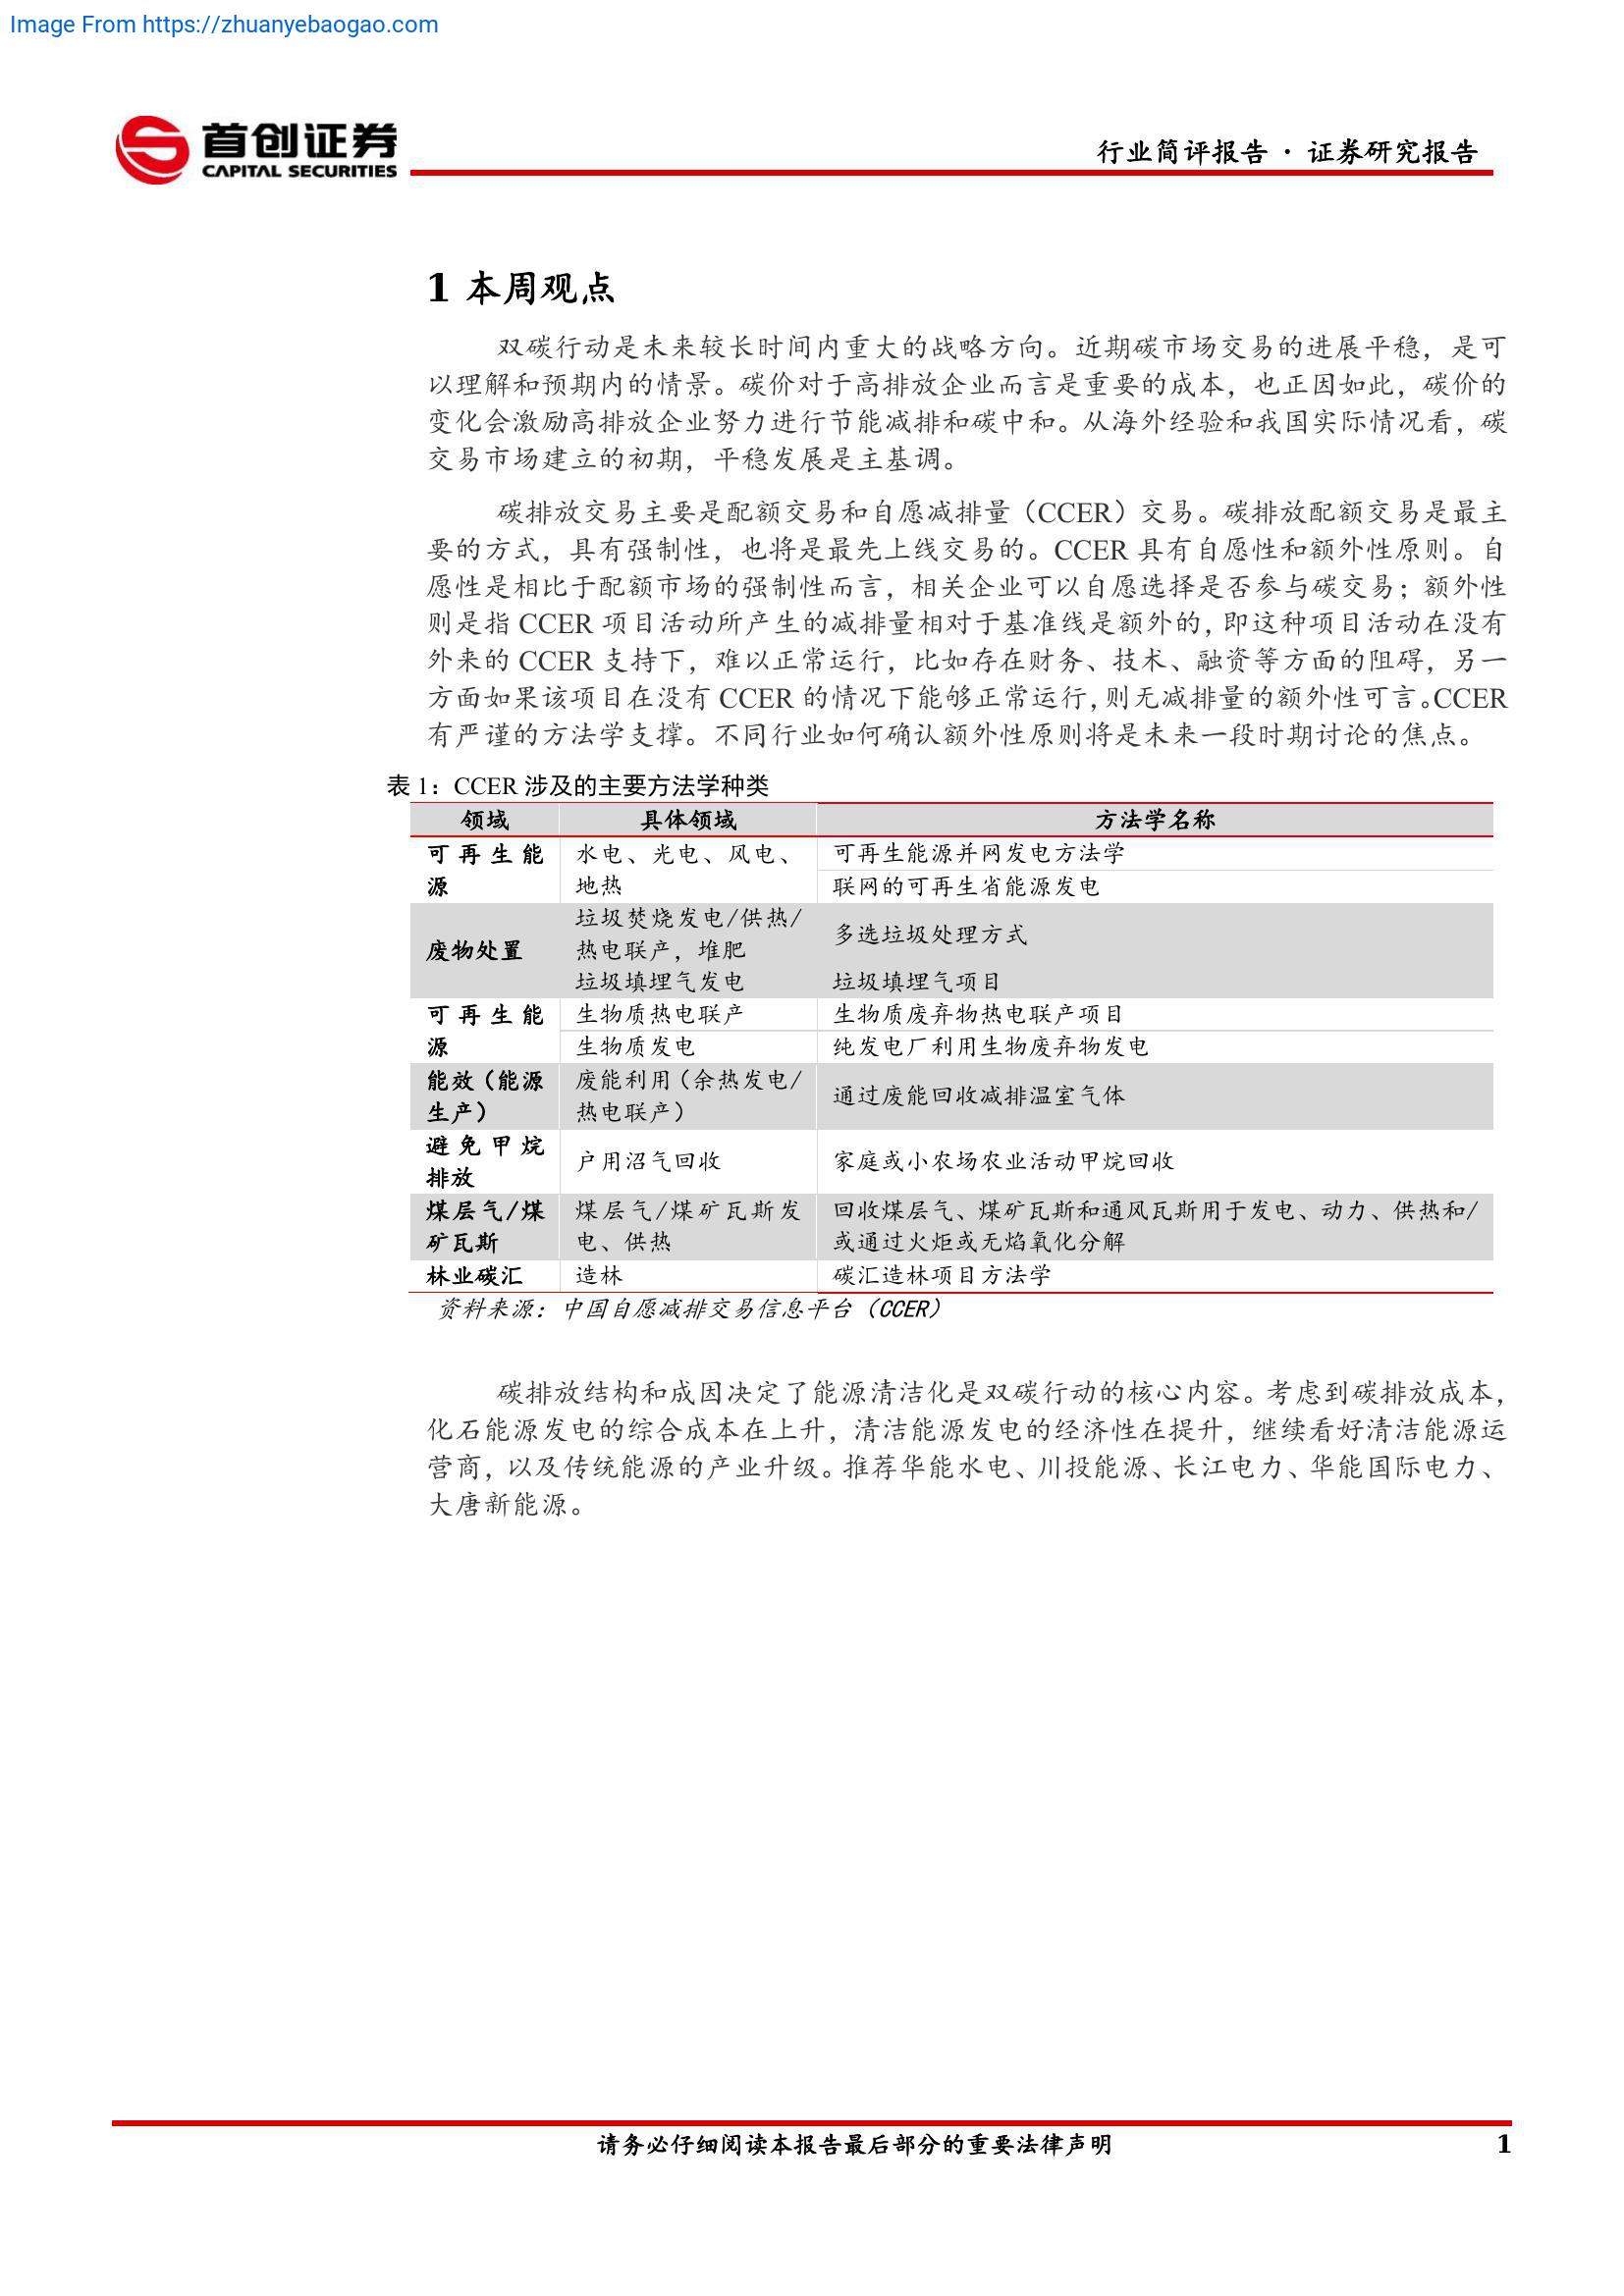 Image From https://zhuanyebaogao.com
首创证券
CAPITAL SECURITIES
行业简评报告 · 证券研究报告
1 本周观点
双碳行动是未来较长时间内重大的战略方向。近期碳市场交易的进展平稳，是可
以理解和预期内的情景。碳价对于高排放企业而言是重要的成本，也正因如此，碳价的
变化会激励高排放企业努力进行节能减排和碳中和。从海外经验和我国实际情况看，碳
交易市场建立的初期，平稳发展是主基调。
碳排放交易主要是配额交易和自愿减排量（CCER）交易。碳排放配额交易是最主
要的方式，具有强制性，也将是最先上线交易的。CCER 具有自愿性和额外性原则。自
愿性是相比于配额市场的强制性而言，相关企业可以自愿选择是否参与碳交易；额外性
则是指 CCER 项目活动所产生的减排量相对于基准线是额外的，即这种项目活动在没有
外来的 CCER 支持下，难以正常运行，比如存在财务、技术、融资等方面的阻碍，另一
方面如果该项目在没有 CCER 的情况下能够正常运行，则无减排量的额外性可言。CCER
有严谨的方法学支撑。不同行业如何确认额外性原则将是未来一段时期讨论的焦点。
表 1：CCER 涉及的主要方法学种类
领域 具体领域 方法学名称
可再生能 水电、光电、风电、 可再生能源并网发电方法学
源 地热 联网的可再生省能源发电
垃圾焚烧发电/供热/
热电联产，堆肥 多选垃圾处理方式
废物处置
垃圾填埋气发电 垃圾填埋气项目
可再生能 生物质热电联产 生物质废弃物热电联产项目
源 生物质发电 纯发电厂利用生物废弃物发电
能效（能源 废能利用（余热发电/
生产） 热电联产） 通过废能回收减排温室气体
避免甲烷
排放 户用沼气回收 家庭或小农场农业活动甲烷回收
煤层气/煤 煤层气/煤矿瓦斯发 回收煤层气、煤矿瓦斯和通风瓦斯用于发电、动力、供热和/
矿瓦斯 电、供热 或通过火炬或无焰氧化分解
林业碳汇 造林 碳汇造林项目方法学
资料来源：中国自愿减排交易信息平台（CCER）
碳排放结构和成因决定了能源清洁化是双碳行动的核心内容。考虑到碳排放成本，
化石能源发电的综合成本在上升，清洁能源发电的经济性在提升，继续看好清洁能源运
营商，以及传统能源的产业升级。推荐华能水电、川投能源、长江电力、华能国际电力、
大唐新能源。
请务必仔细阅读本报告最后部分的重要法律声明 1